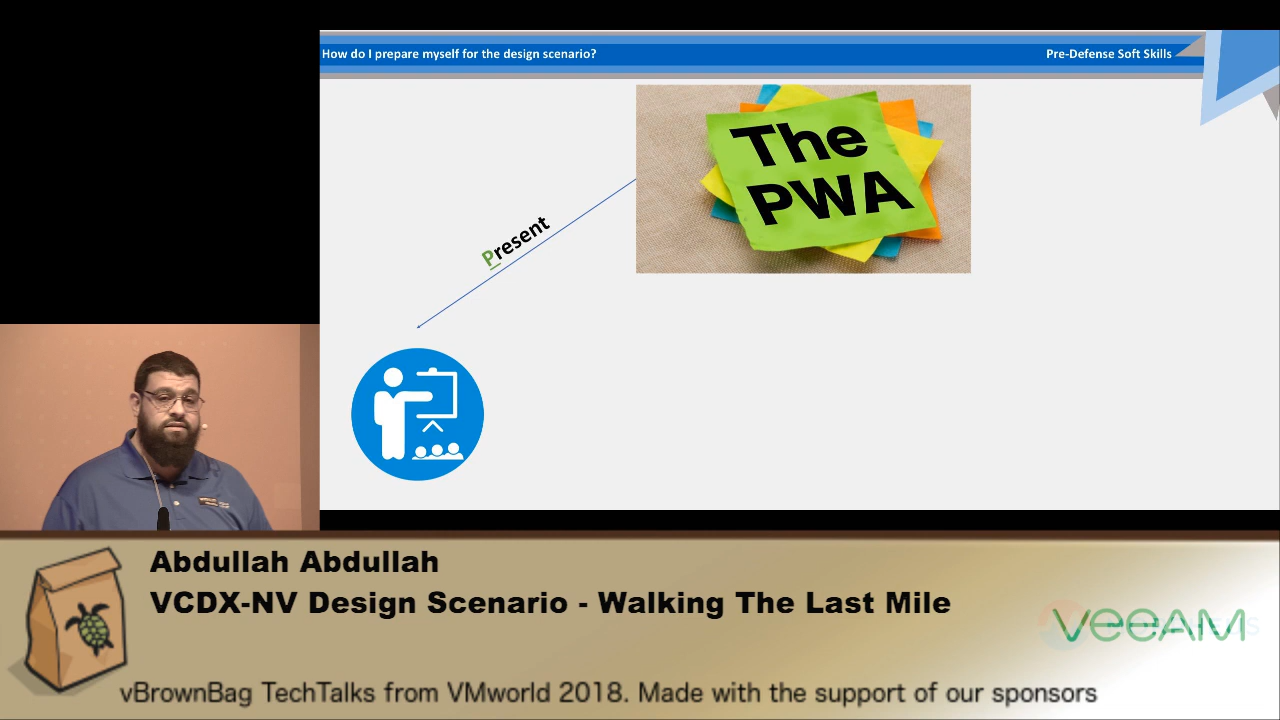 How do I prepare myself for the design scenario?
Pre-Defense Soft Skills
The
PWA
Present
Abdullah Abdullah
VCDX-NV Design Scenario - Walking The Last Mile
veeAM
vBrownBag TechTalks from VMworld 2018. Made with the support of our sponsors